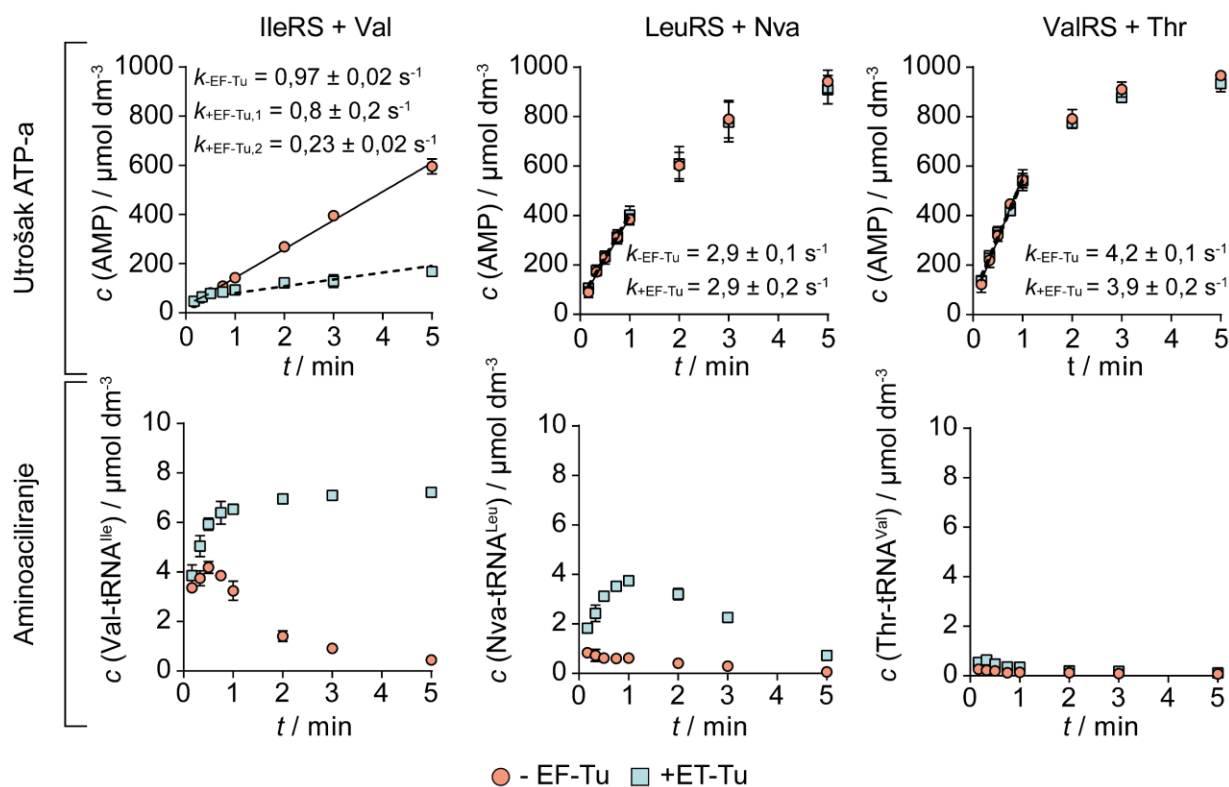 IleRS + Val
LeuRS + Nva
ValRS + Thr
Utrošak ATP-a
c (AMP) / µmol dm⁻³
1000
800
600
400
200
0
k-EF-Tu = 0,97 ± 0,02 s⁻¹
k+EF-Tu,1 = 0,8 ± 0,2 s⁻¹
k+EF-Tu,2 = 0,23 ± 0,02 s⁻¹
0 1 2 3 4 5
t / min
c (AMP) / µmol dm⁻³
1000
800
600
400
200
0
k-EF-Tu = 2,9 ± 0,1 s⁻¹
k+EF-Tu = 2,9 ± 0,2 s⁻¹
0 1 2 3 4 5
t / min
c (AMP) / µmol dm⁻³
1000
800
600
400
200
0
k-EF-Tu = 4,2 ± 0,1 s⁻¹
k+EF-Tu = 3,9 ± 0,2 s⁻¹
0 1 2 3 4 5
t / min
Aminoaciliranje
c (Val-tRNAIle) / µmol dm⁻³
10
8
6
4
2
0
0 1 2 3 4 5
t / min
c (Nva-tRNALeu) / µmol dm⁻³
10
8
6
4
2
0
0 1 2 3 4 5
t / min
c (Thr-tRNAVal) / µmol dm⁻³
10
8
6
4
2
0
0 1 2 3 4 5
t / min
- EF-Tu +ET-Tu